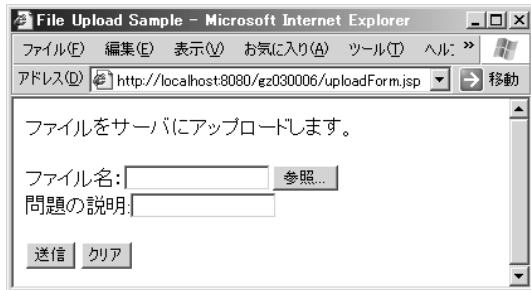 File Upload Sample - Microsoft Internet Explorer
ファイル(F) 編集(E) 表示(V) お気に入り(A) ツール(T) ヘル: »
アドレス(D) http://localhost:8080/gz030006/uploadForm.jsp 移動
ファイルをサーバにアップロードします。
ファイル名: 参照...
問題の説明:
送信 クリア